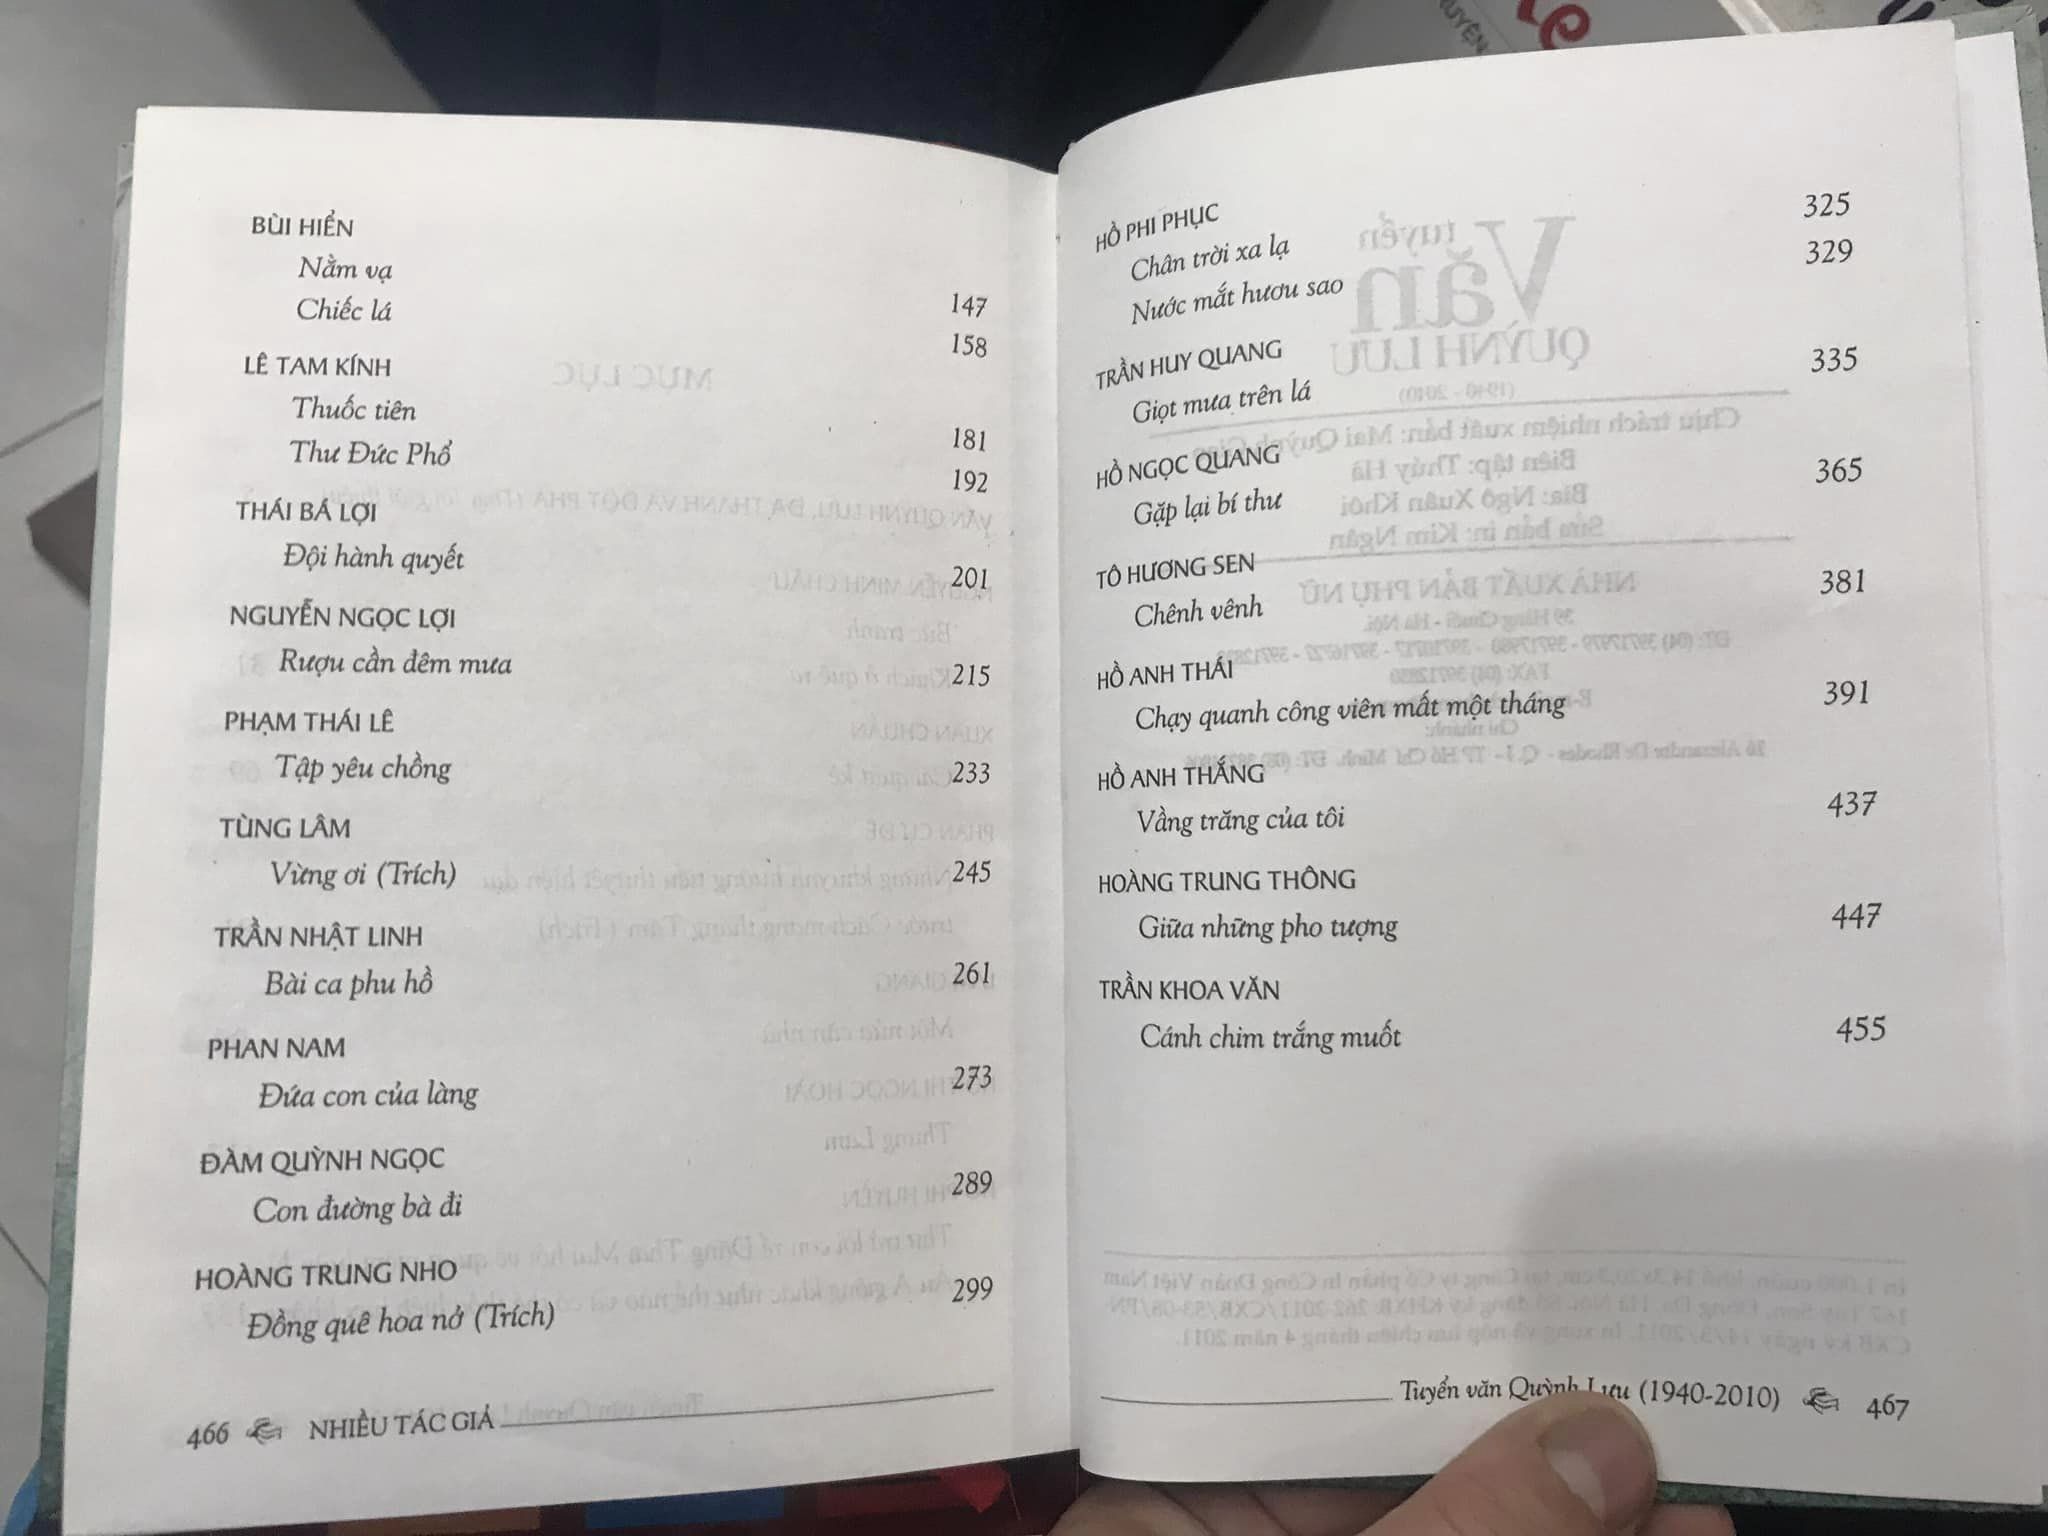 BÙI HIỂN
Nằm vạ 147
Chiếc lá 158
LÊ TAM KÍNH
Thuốc tiên 181
Thư Đức Phổ 192
THÁI BÁ LỢI
Đội hành quyết 201
NGUYỄN NGỌC LỢI
Rượu cần đêm mưa 215
PHẠM THÁI LÊ
Tập yêu chồng 233
TÙNG LÂM
Vừng ơi (Trích) 245
TRẦN NHẬT LINH
Bài ca phu hồ 261
PHAN NAM
Đứa con của làng 273
ĐÀM QUỲNH NGỌC
Con đường bà đi 289
HOÀNG TRUNG NHO
Đồng quê hoa nở (Trích) 299
466 NHIỀU TÁC GIẢ
HỒ PHI PHỤC
Chân trời xa lạ 325
Nước mắt hươu sao 329
TRẦN HUY QUANG
Giọt mưa trên lá 335
HỒ NGỌC QUANG
Gặp lại bí thư 365
TÔ HƯƠNG SEN
Chênh vênh 381
HỒ ANH THÁI
Chạy quanh công viên mất một tháng 391
HỒ ANH THẮNG
Vầng trăng của tôi 437
HOÀNG TRUNG THÔNG
Giữa những pho tượng 447
TRẦN KHOA VĂN
Cánh chim trắng muốt 455
Tuyển văn Quỳnh Lưu (1940-2010) 467